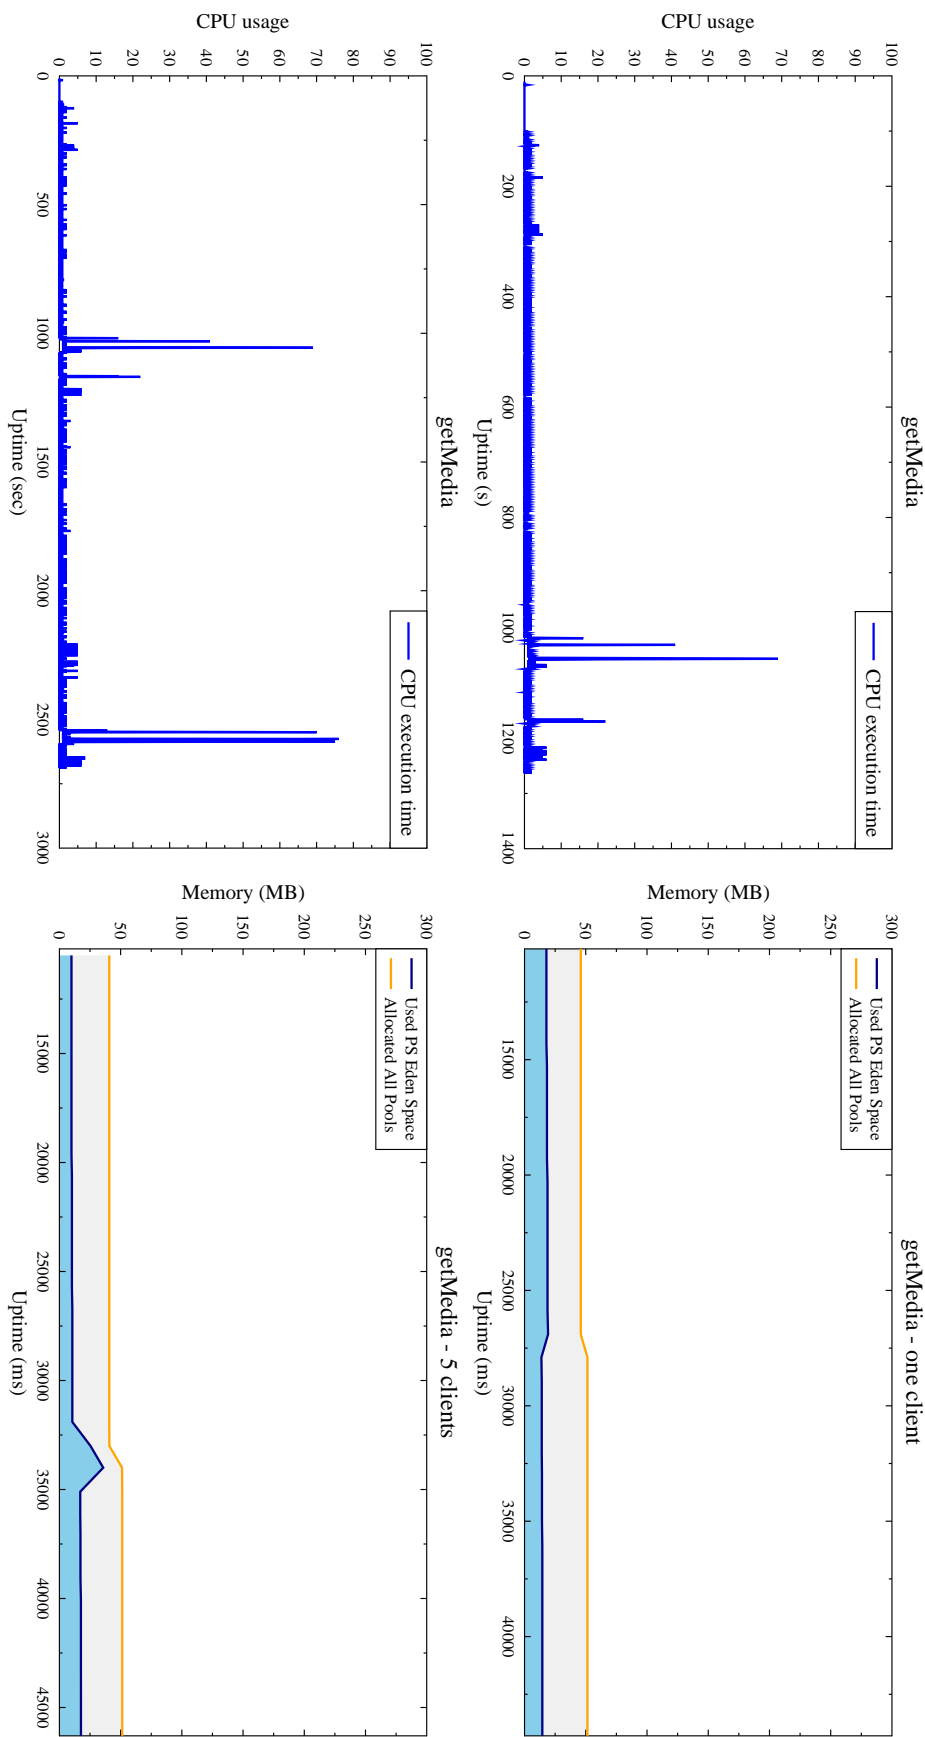 getMedia
CPU usage
100
90
80
70
60
50
40
30
20
10
0
CPU execution time
0 200 400 600 800 1000 1200 1400
Uptime (s)
getMedia - one client
Memory (MB)
300
250
200
150
100
50
0
Used PS Eden Space
Allocated All Pools
15000 20000 25000 30000 35000 40000
Uptime (ms)
getMedia
CPU usage
100
90
80
70
60
50
40
30
20
10
0
CPU execution time
0 500 1000 1500 2000 2500 3000
Uptime (sec)
getMedia - 5 clients
Memory (MB)
300
250
200
150
100
50
0
Used PS Eden Space
Allocated All Pools
15000 20000 25000 30000 35000 40000 45000
Uptime (ms)